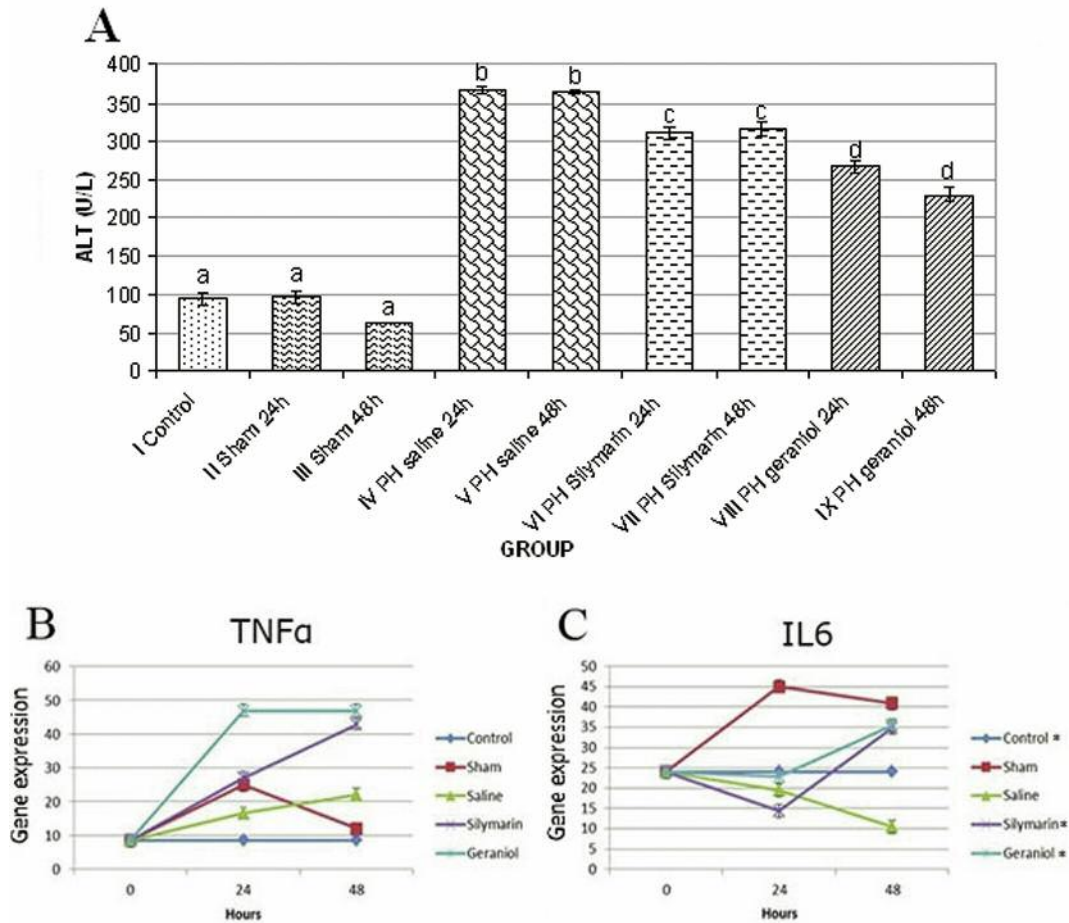 A
ALT (U/L)
400
350
300
250
200
150
100
50
0
a
a
a
b
b
c
c
d
d
I Control
II Sham 24h
III Sham 48h
IV PH saline 24h
V PH saline 48h
VI PH Silymarin 24h
VII PH Silymarin 48h
VIII PH geraniol 24h
IX PH geraniol 48h
GROUP
B
TNFα
Gene expression
60
50
40
30
20
10
0
0 24 48
Hours
Control
Sham
Saline
Silymarin
Geraniol
C
IL6
Gene expression
50
45
40
35
30
25
20
15
10
5
0
0 24 48
Hours
Control *
Sham
Saline
Silymarin*
Geraniol *